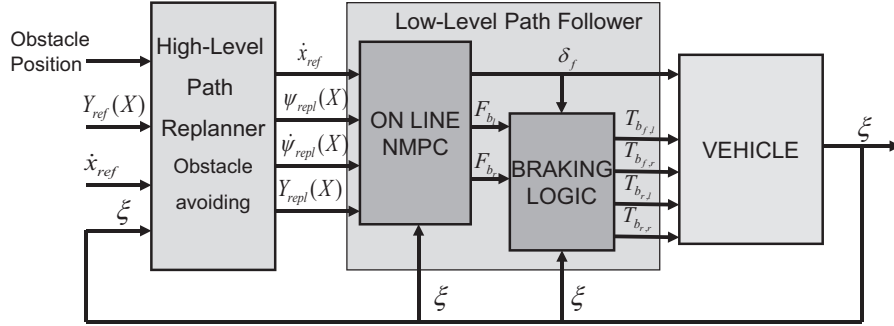 Obstacle
Position
Y_ref(X)
ẋ_ref
ξ
High-Level
Path
Replanner
Obstacle
avoiding
ẋ_ref
ψ_repl(X)
ψ̇_repl(X)
Y_repl(X)
Low-Level Path Follower
ON LINE
NMPC
δ_f
F_b_l
F_b_r
BRAKING
LOGIC
T_b_f,l
T_b_f,r
T_b_r,l
T_b_r,r
VEHICLE
ξ
ξ
ξ